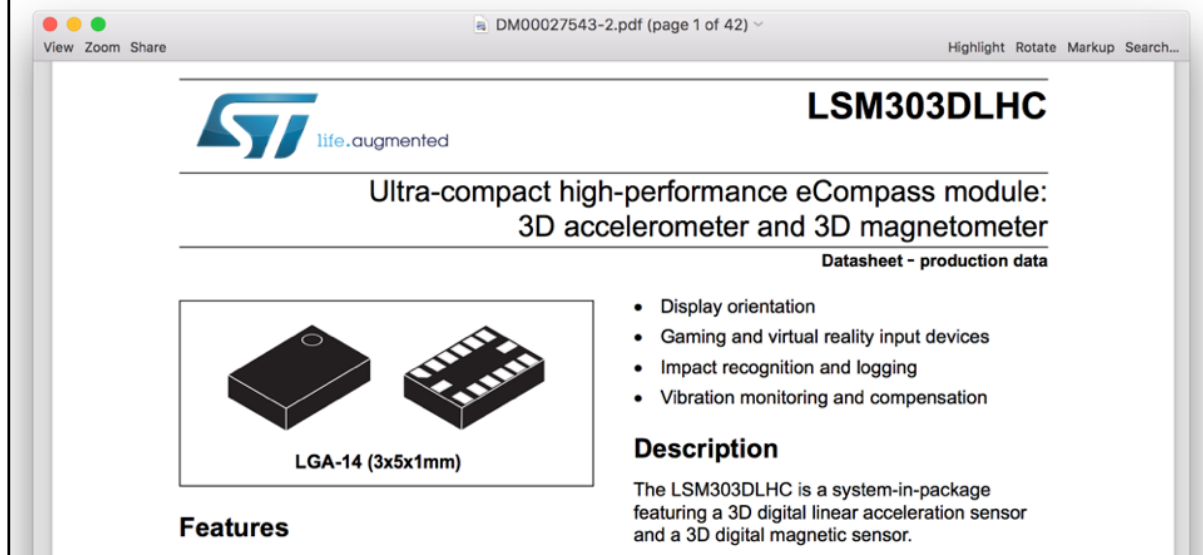 DM00027543-2.pdf (page 1 of 42)
View Zoom Share
Highlight Rotate Markup Search...
ST
life.augmented
LSM303DLHC
Ultra-compact high-performance eCompass module:
3D accelerometer and 3D magnetometer
Datasheet - production data
LGA-14 (3x5x1mm)
Features
• Display orientation
• Gaming and virtual reality input devices
• Impact recognition and logging
• Vibration monitoring and compensation
Description
The LSM303DLHC is a system-in-package
featuring a 3D digital linear acceleration sensor
and a 3D digital magnetic sensor.